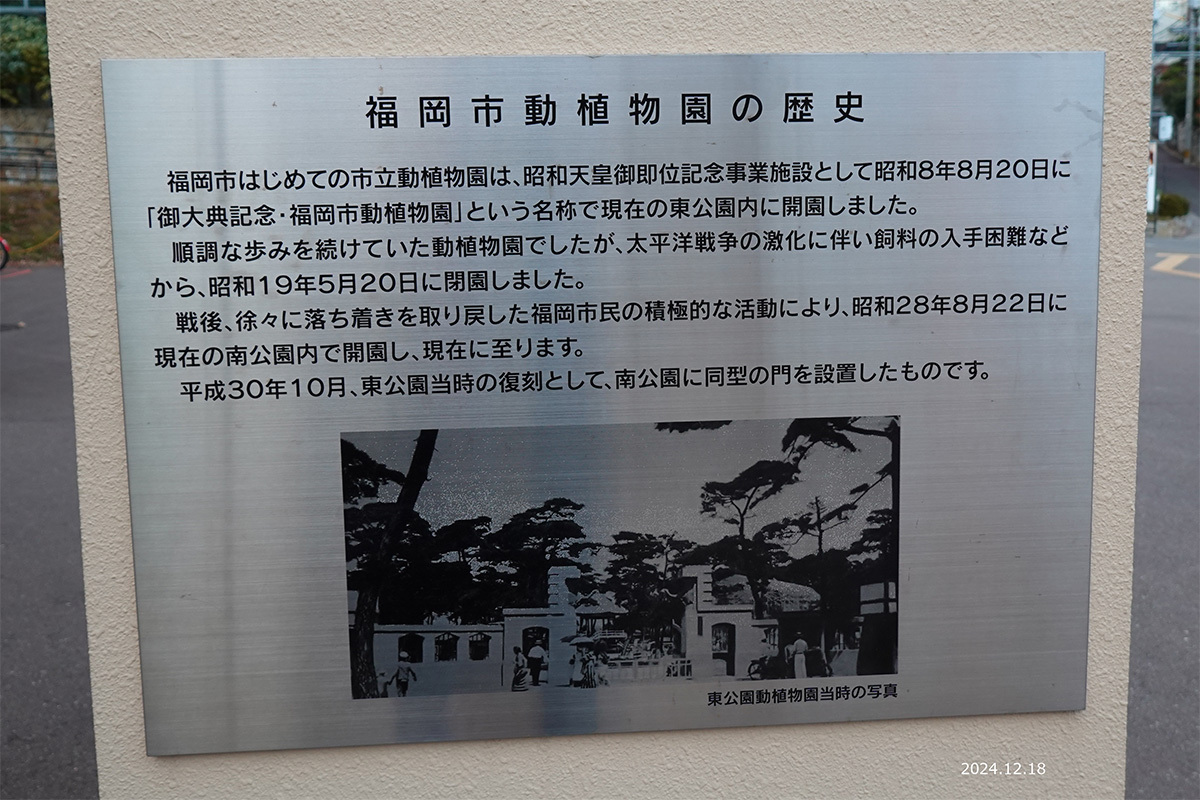 福岡市動植物園の歴史
福岡市はじめての市立動植物園は、昭和天皇御即位記念事業施設として昭和8年8月20日に
「御大典記念・福岡市動植物園」という名称で現在の東公園内に開園しました。
順調な歩みを続けていた動植物園でしたが、太平洋戦争の激化に伴い飼料の入手困難など
から、昭和19年5月20日に閉園しました。
戦後、徐々に落ち着きを取り戻した福岡市民の積極的な活動により、昭和28年8月22日に
現在の南公園内で開園し、現在に至ります。
平成30年10月、東公園当時の復刻として、南公園に同型の門を設置したものです。
東公園動植物園当時の写真
2024.12.18